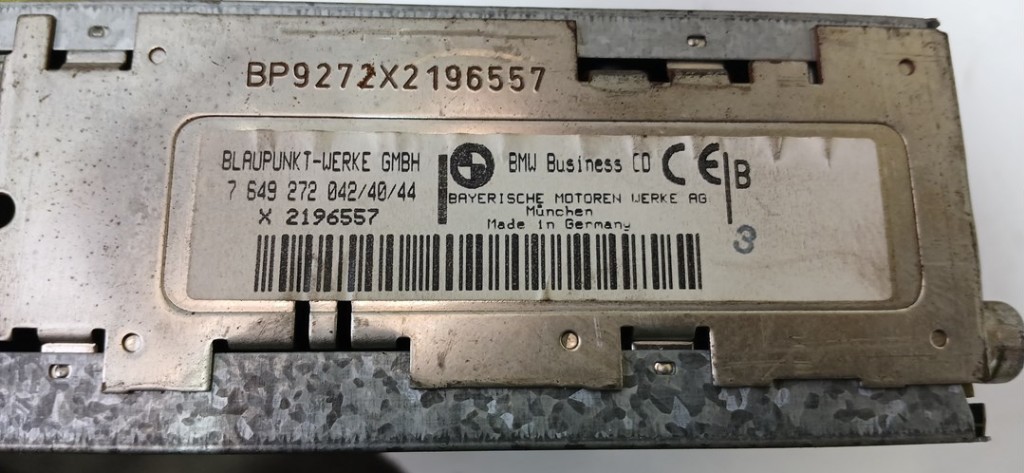 BP9272X2196557
BLAUPUNKT-WERKE GMBH
7 649 272 042/40/44
X 2196557
BMW Business CD CE B
BAYERISCHE MOTOREN WERKE AG
München
Made in Germany
3